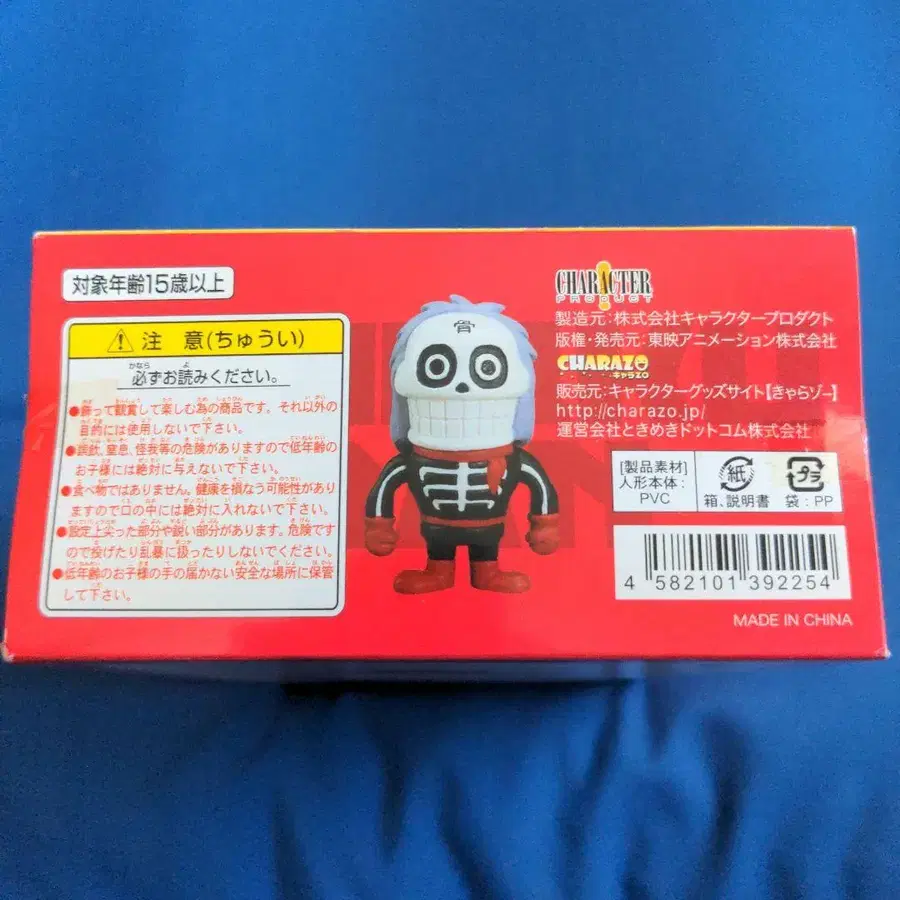 対象年齢15歳以上
注 意(ちゅうい)
必ずお読みください。
●飾って観賞して楽しむ為の商品です。それ以外の
目的には使用しないで下さい。
●誤飲、窒息、怪我等の危険がありますので低年齢の
お子様には絶対に与えないで下さい。
●食べ物ではありません。健康を損なう可能性があり
ますので口の中には絶対に入れないで下さい。
●設定上尖った部分や鋭い部分があります。危険です
ので投げたり乱暴に扱ったりしないでください。
●低年齢のお子様の手の届かない安全な場所に保管
して下さい。
骨
CHARACTER
PRODUCT
製造元:株式会社キャラクタープロダクト
版権・発売元:東映アニメーション株式会社
CHARAZO
キャラZO
販売元:キャラクターグッズサイト【きゃらゾー】
http://charazo.jp/
運営会社ときめきドットコム株式会社
[製品素材]
人形本体:
PVC
紙
箱、説明書
プラ
袋:PP
4 582101 392254
MADE IN CHINA